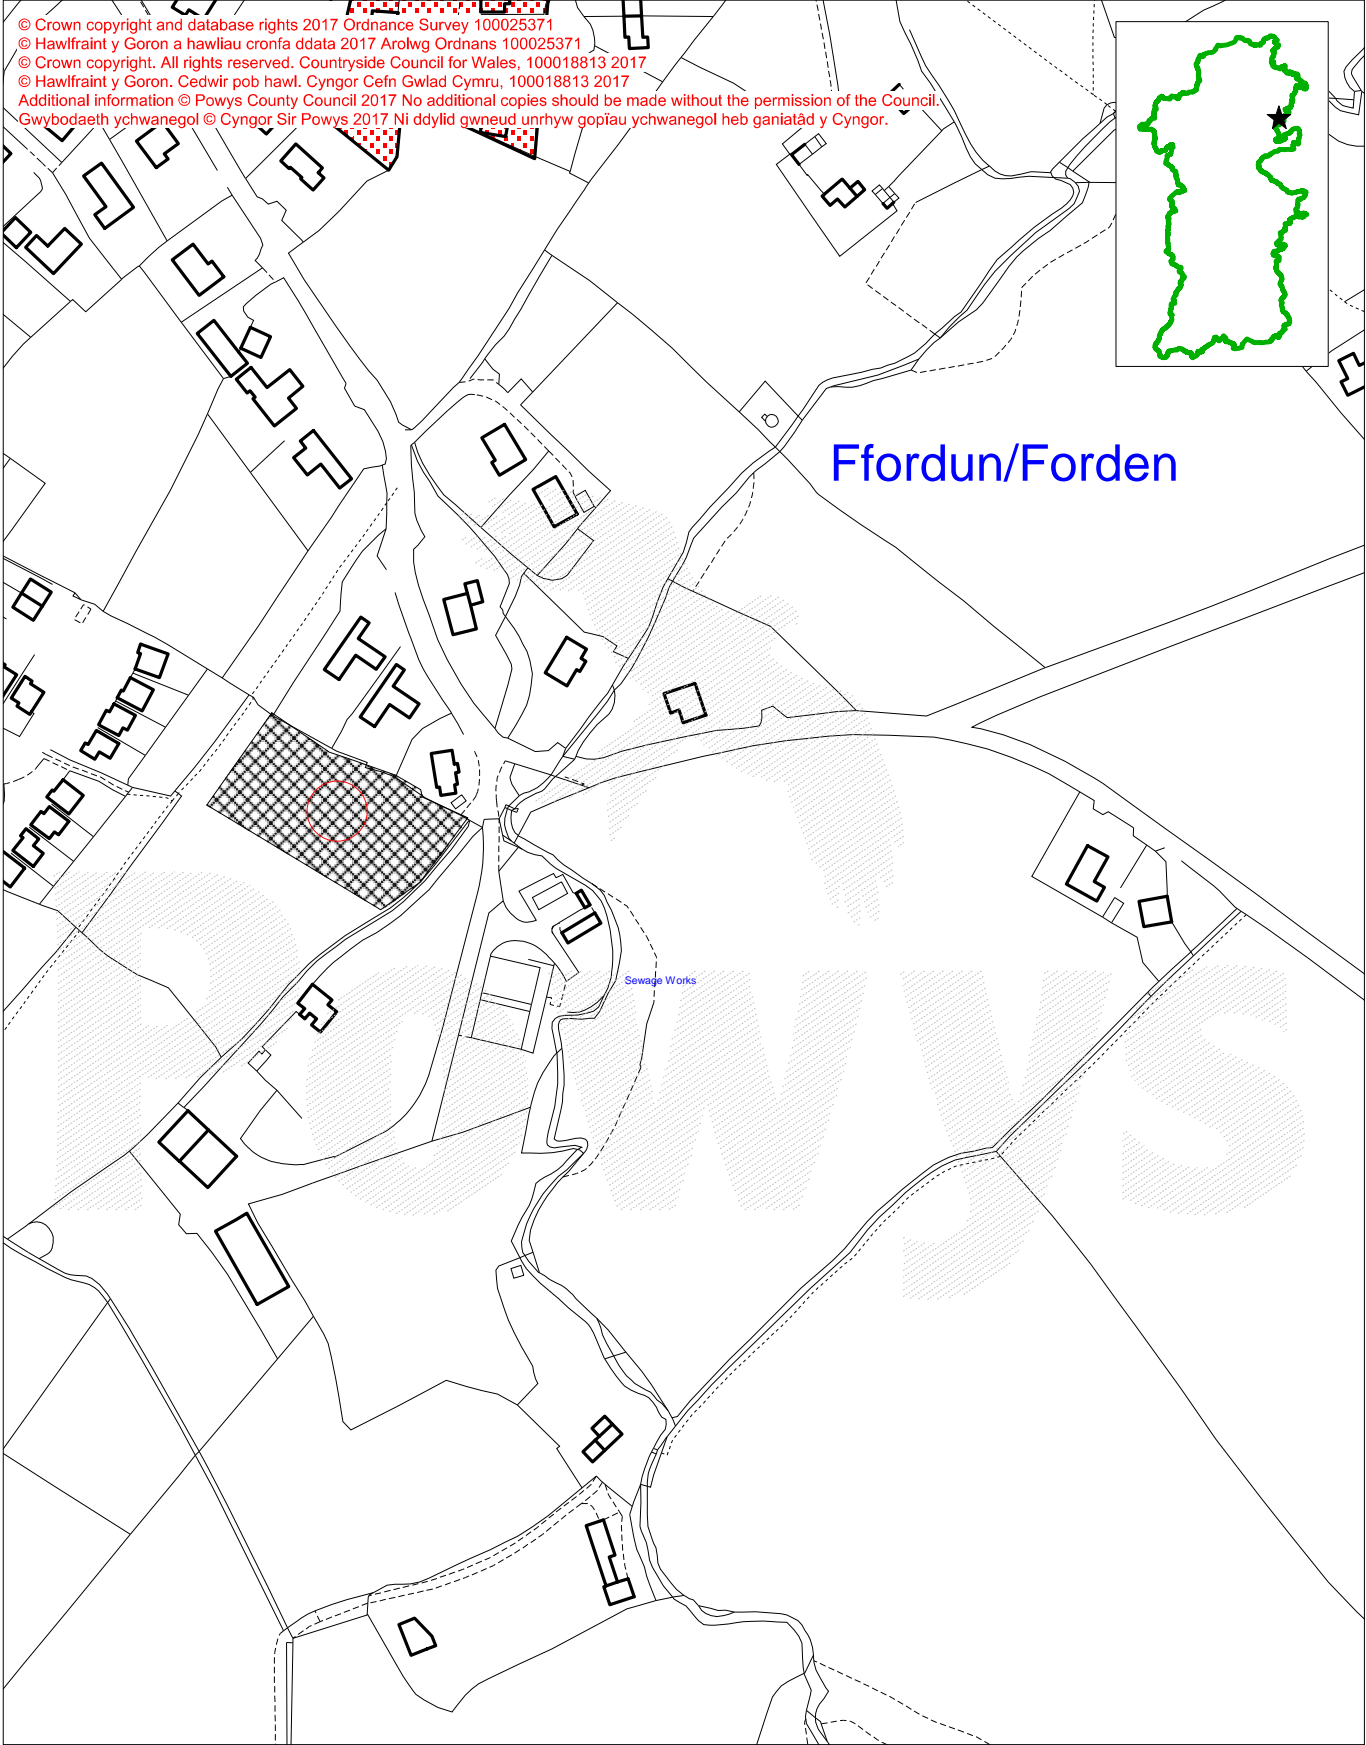 © Crown copyright and database rights 2017 Ordnance Survey 100025371
© Hawlfraint y Goron a hawliau cronfa ddata 2017 Arolwg Ordnans 100025371
© Crown copyright. All rights reserved. Countryside Council for Wales, 100018813 2017
© Hawlfraint y Goron. Cedwir pob hawl. Cyngor Cefn Gwlad Cymru, 100018813 2017
Additional information © Powys County Council 2017 No additional copies should be made without the permission of the Council.
Gwybodaeth ychwanegol © Cyngor Sir Powys 2017 Ni ddylid gwneud unrhyw gopïau ychwanegol heb ganiatâd y Cyngor.
Ffordun/Forden
Sewage Works
Powys